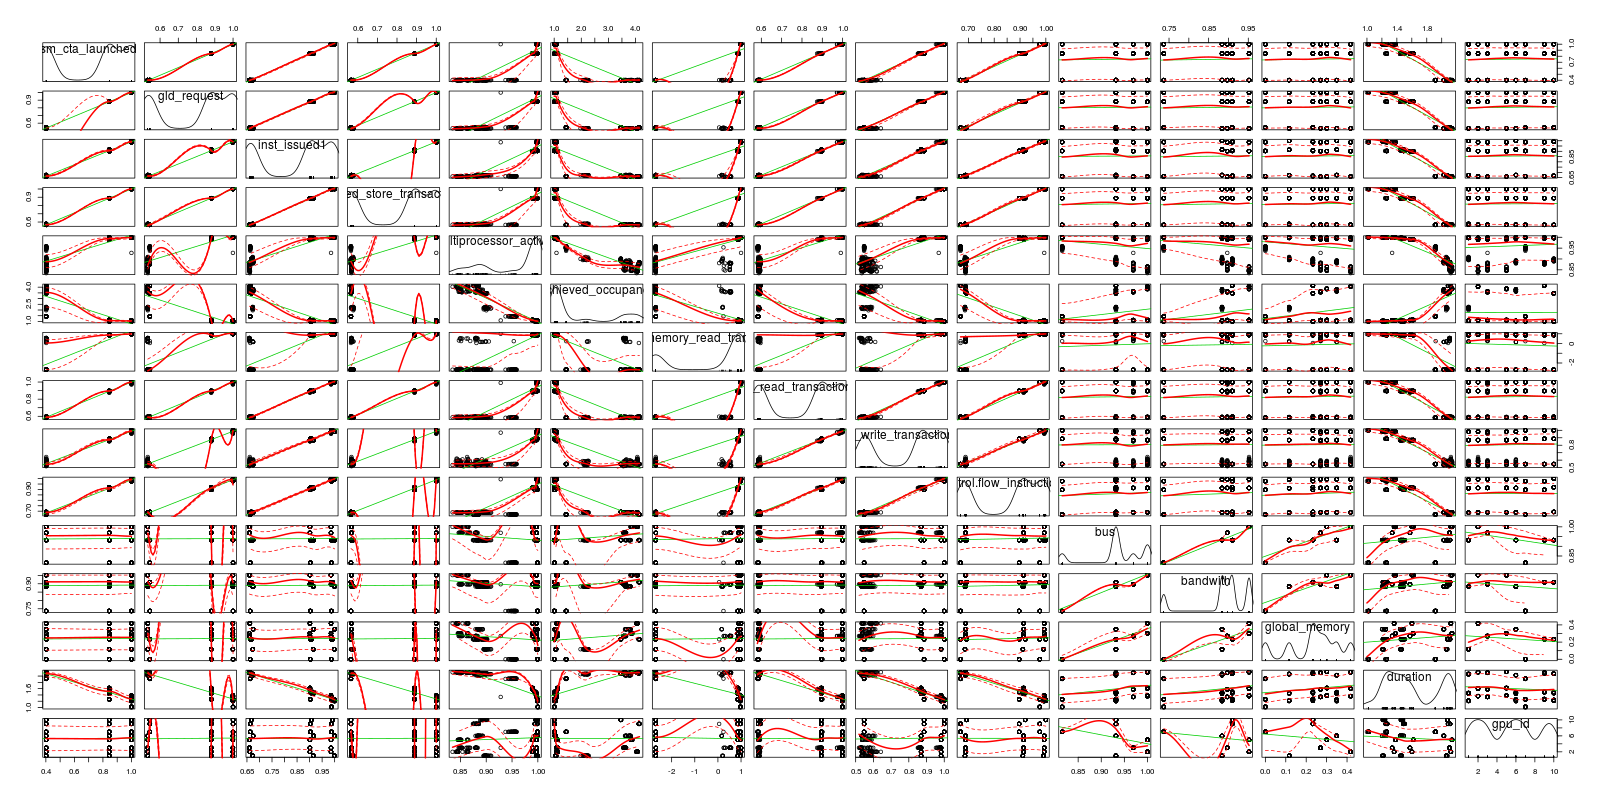 0.6 0.7 0.8 0.9 1.0
0.6 0.7 0.8 0.9 1.0
1.0 2.0 3.0 4.0
0.6 0.7 0.8 0.9 1.0
0.70 0.80 0.90 1.00
0.75 0.85 0.95
1.0 1.4 1.8
sm_cta_launched
0.4 0.7 1.0
gld_request
0.6 0.9
inst_issued1
0.65 0.85
ed_store_transac
0.6 0.9
ltiprocessor_activ
0.85 0.95
hieved_occupan
1.0 2.5 4.0
emory_read_tran
-2 0
_read_transaction
0.6 0.8 1.0
_write_transaction
0.5 0.8
trol.flow_instructi
0.70 0.90
bus
0.85 1.00
bandwith
0.75 0.90
global_memory
0.0 0.2 0.4
duration
1.0 1.6
gpu_id
2 6 10
0.4 0.6 0.8 1.0
0.65 0.75 0.85 0.95
0.85 0.90 0.95 1.00
-2 -1 0 1
0.5 0.6 0.7 0.8 0.9 1.0
0.85 0.90 0.95 1.00
0.0 0.1 0.2 0.3 0.4
2 4 6 8 10